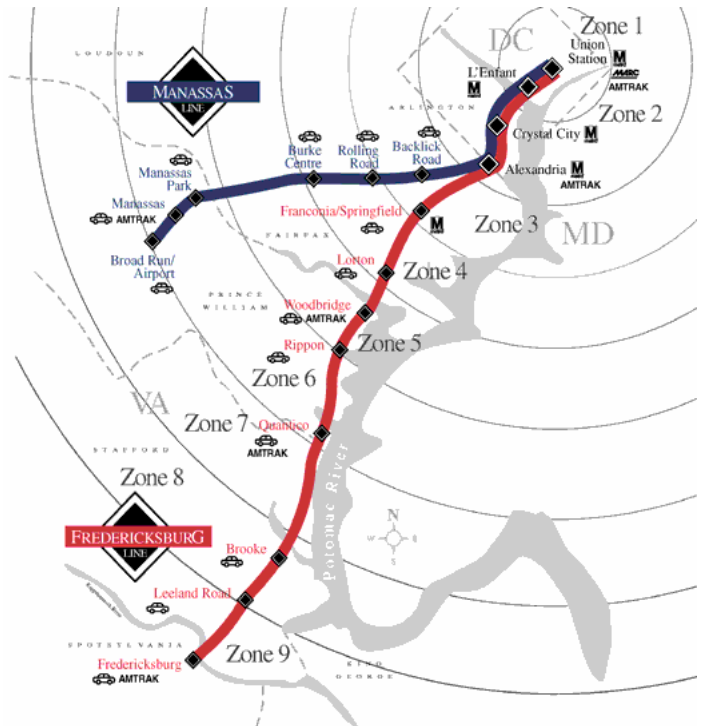 Zone 1
DC
Union
Station
M
MARC
AMTRAK
L'Enfant
M
LOUDOUN
MANASSAS
LINE
ARLINGTON
Zone 2
Crystal City
M
Burke
Centre
Rolling
Road
Backlick
Road
Alexandria
M
AMTRAK
Manassas
Park
Manassas
AMTRAK
Franconia/Springfield
M
Zone 3
MD
FAIRFAX
Broad Run/
Airport
Lorton
Zone 4
PRINCE
WILLIAM
Woodbridge
AMTRAK
Rippon
Zone 5
Zone 6
VA
Zone 7
Quantico
AMTRAK
STAFFORD
Zone 8
Potomac River
N
W
E
S
FREDERICKSBURG
LINE
Brooke
Leeland Road
SPOTSYLVANIA
Fredericksburg
AMTRAK
Zone 9
KING
GEORGE